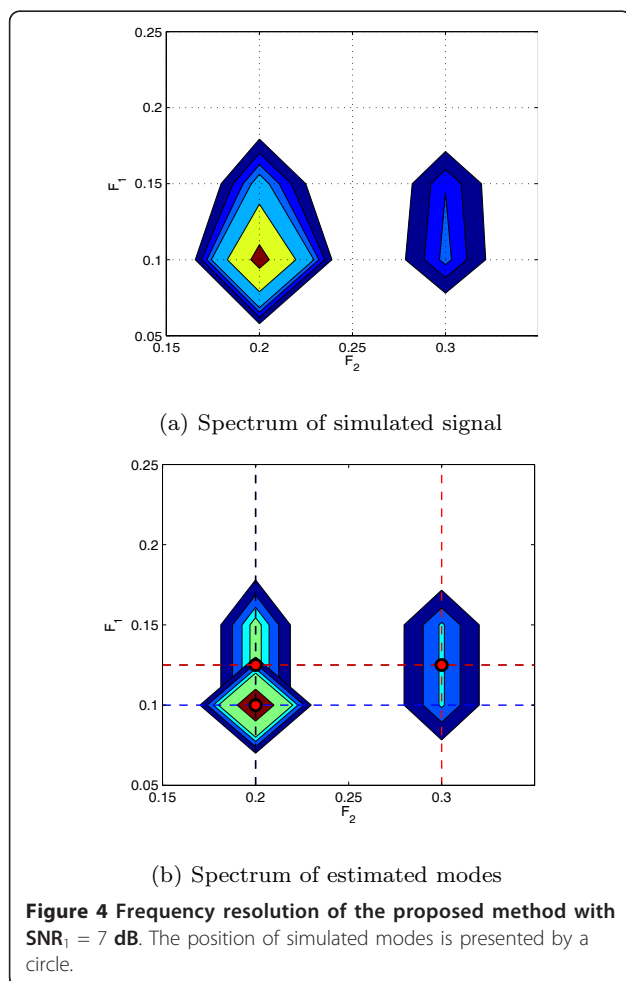 0.25
0.2
0.15
0.1
0.05
F₁
0.15
0.2
0.25
0.3
F₂
(a) Spectrum of simulated signal
0.25
0.2
0.15
0.1
0.05
F₁
0.15
0.2
0.25
0.3
F₂
(b) Spectrum of estimated modes
Figure 4 Frequency resolution of the proposed method with
SNR₁ = 7 dB. The position of simulated modes is presented by a
circle.